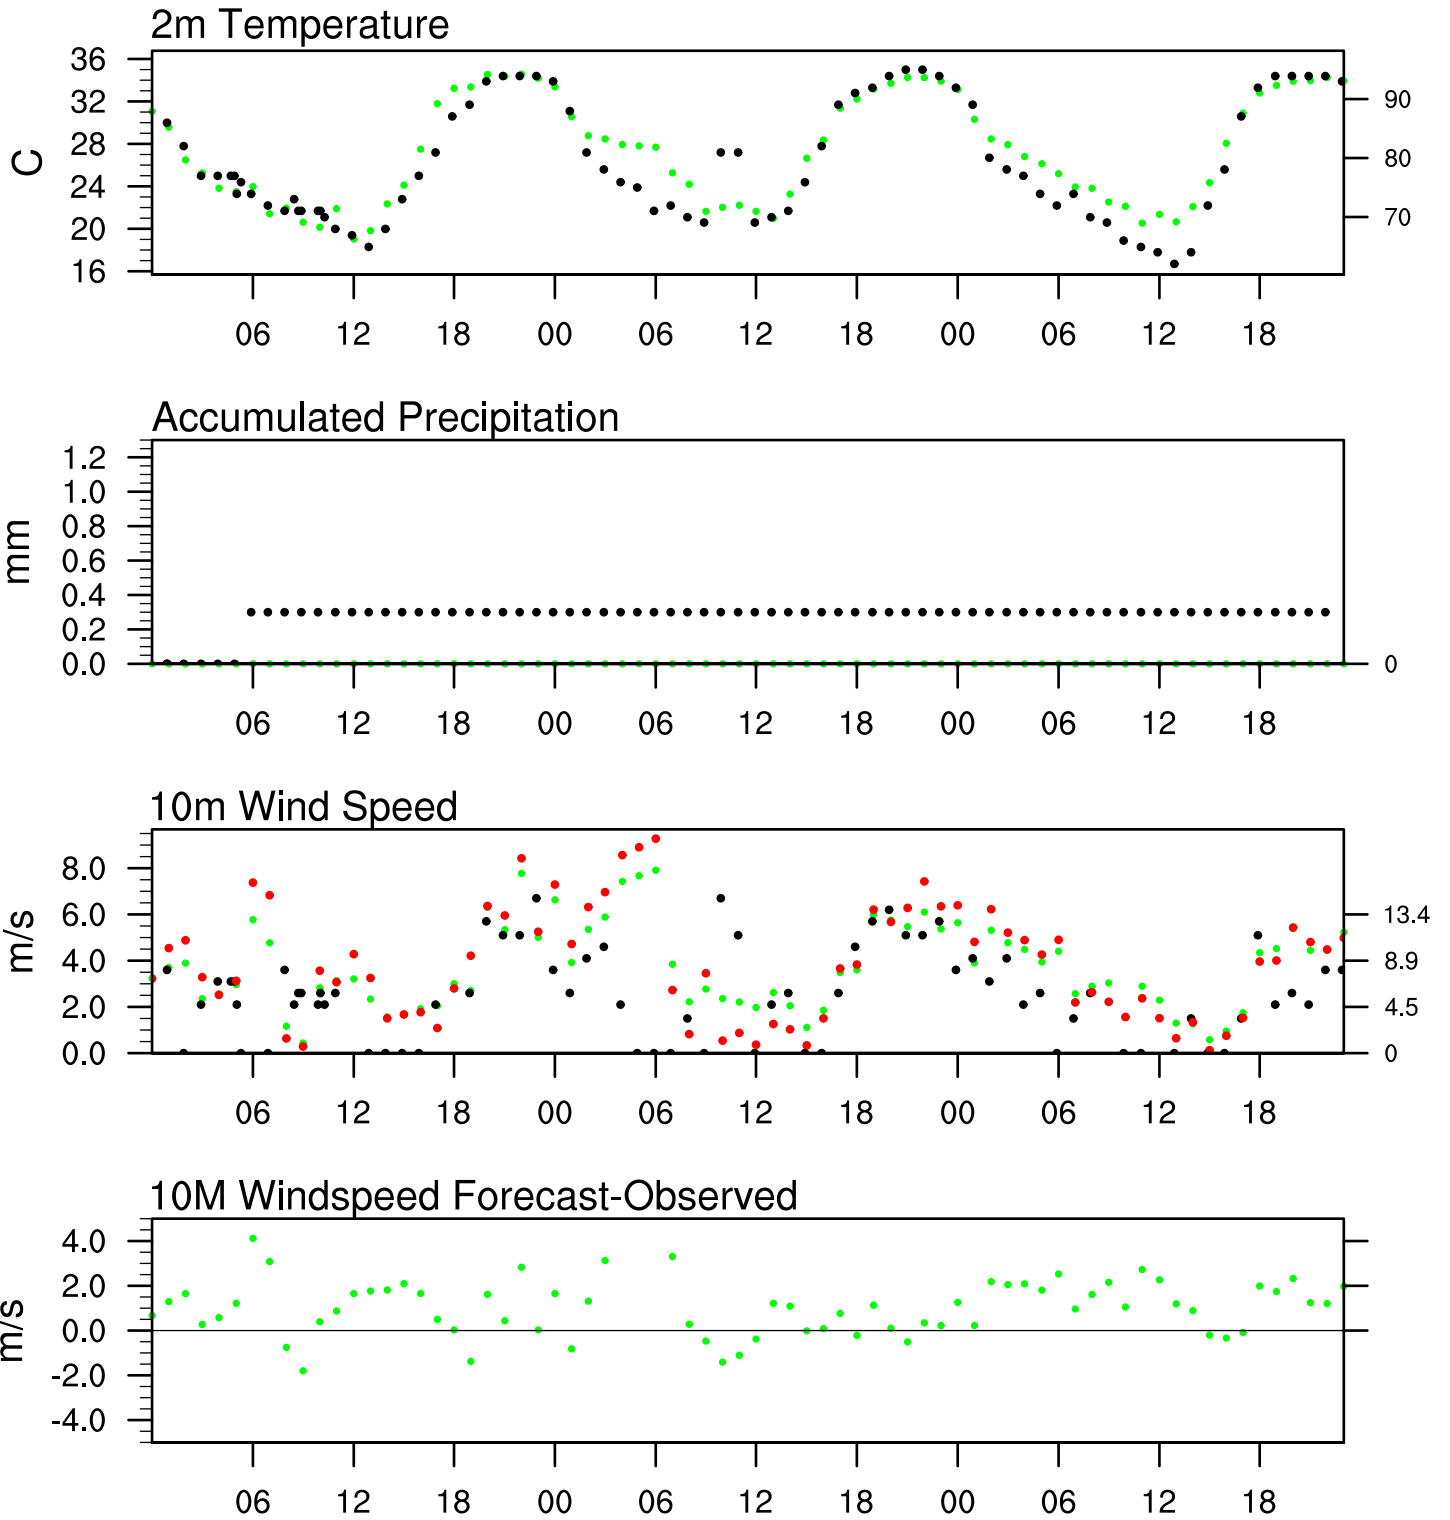 2m Temperature
36
32
28
24
20
16
C
90
80
70
06 12 18 00 06 12 18 00 06 12 18
Accumulated Precipitation
1.2
1.0
0.8
0.6
0.4
0.2
0.0
mm
0
06 12 18 00 06 12 18 00 06 12 18
10m Wind Speed
8.0
6.0
4.0
2.0
0.0
m/s
13.4
8.9
4.5
0
06 12 18 00 06 12 18 00 06 12 18
10M Windspeed Forecast-Observed
4.0
2.0
0.0
-2.0
-4.0
m/s
06 12 18 00 06 12 18 00 06 12 18